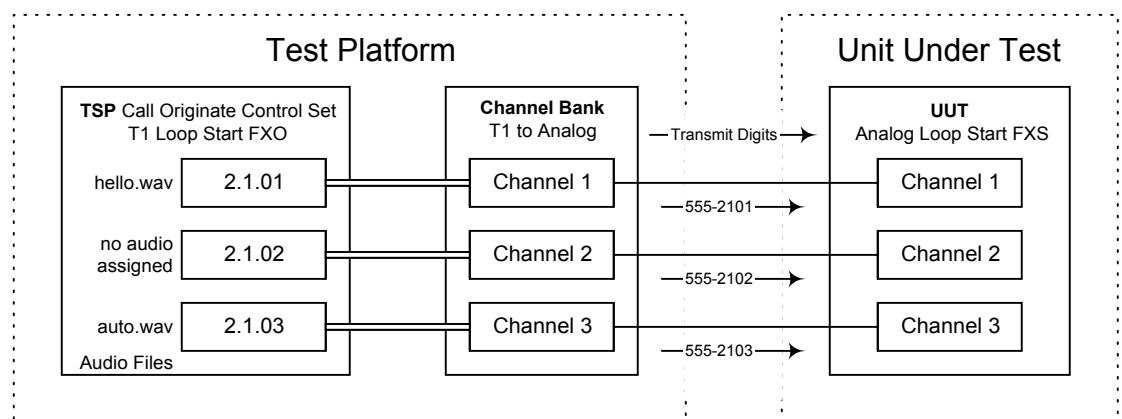 Test Platform
Unit Under Test
TSP Call Originate Control Set
T1 Loop Start FXO
Channel Bank
T1 to Analog
Transmit Digits
UUT
Analog Loop Start FXS
hello.wav
2.1.01
Channel 1
Channel 1
555-2101
no audio
assigned
2.1.02
Channel 2
Channel 2
555-2102
auto.wav
2.1.03
Channel 3
Channel 3
555-2103
Audio Files